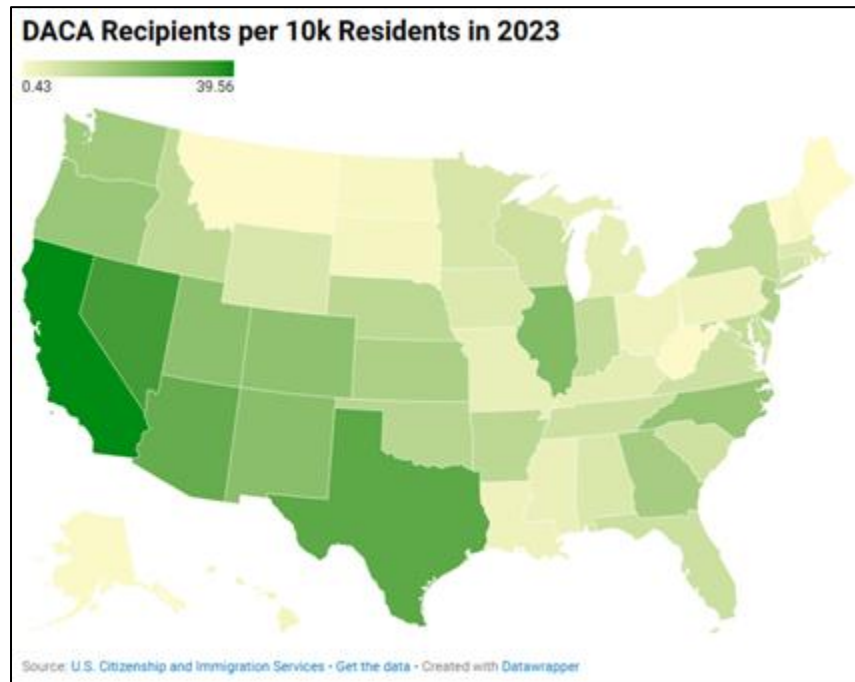 DACA Recipients per 10k Residents in 2023
0.43 39.56
Source: U.S. Citizenship and Immigration Services • Get the data • Created with Datawrapper